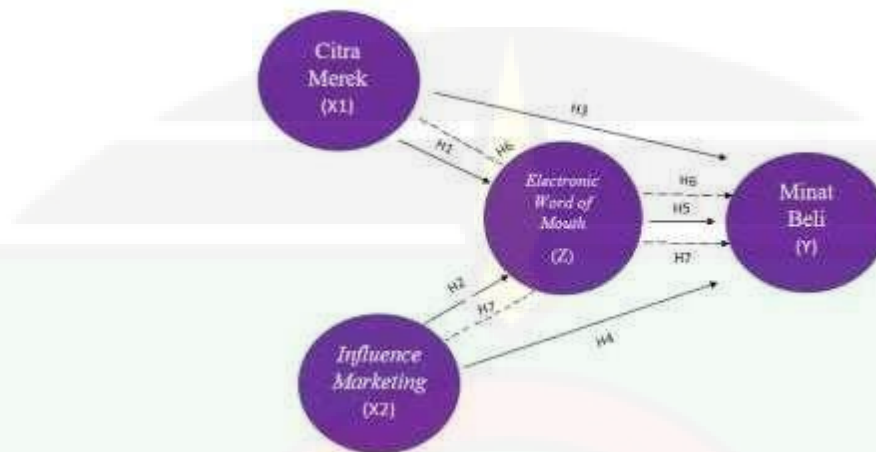 Citra
Merek
(X1)
H3
H1
H6
Electronic
Word of
Mouth
(Z)
H6
H5
H7
Minat
Beli
(Y)
H2
H7
H4
Influence
Marketing
(X2)